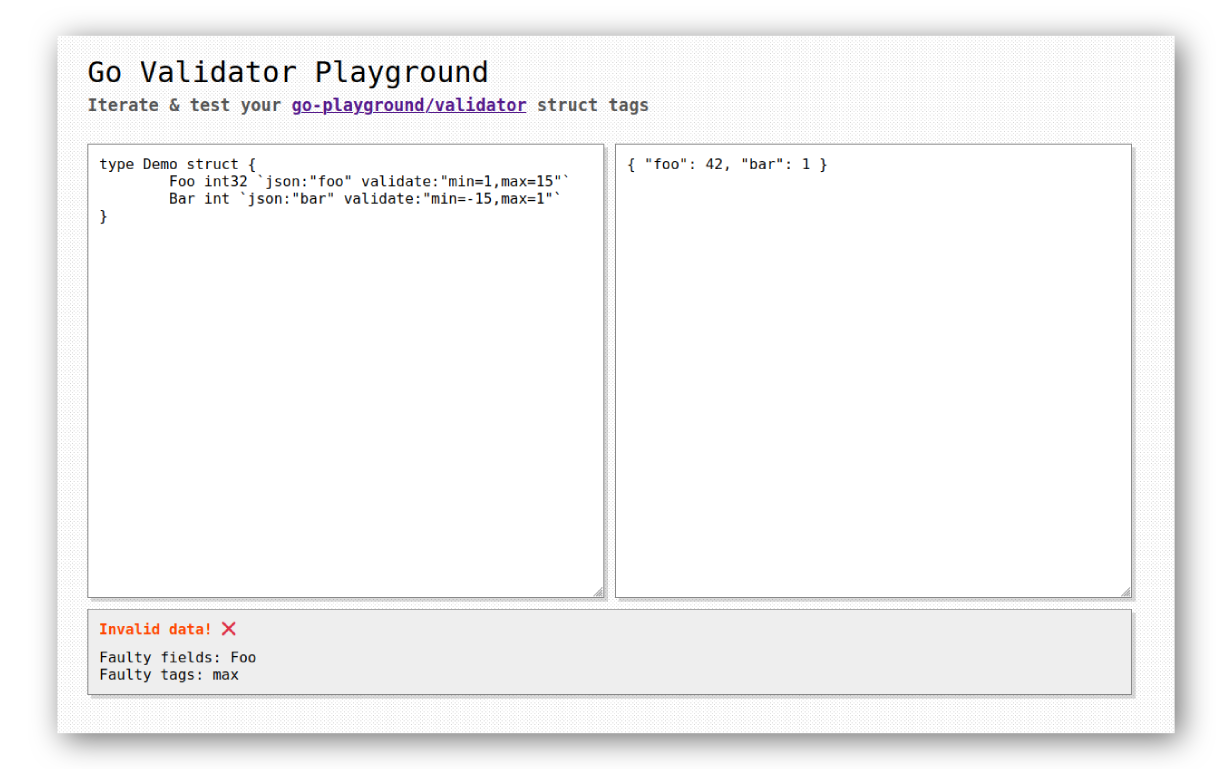 Go Validator Playground
Iterate & test your go-playground/validator struct tags
type Demo struct {
        Foo int32 `json:"foo" validate:"min=1,max=15"`
        Bar int `json:"bar" validate:"min=-15,max=1"`
}
{ "foo": 42, "bar": 1 }
Invalid data! ❌
Faulty fields: Foo
Faulty tags: max